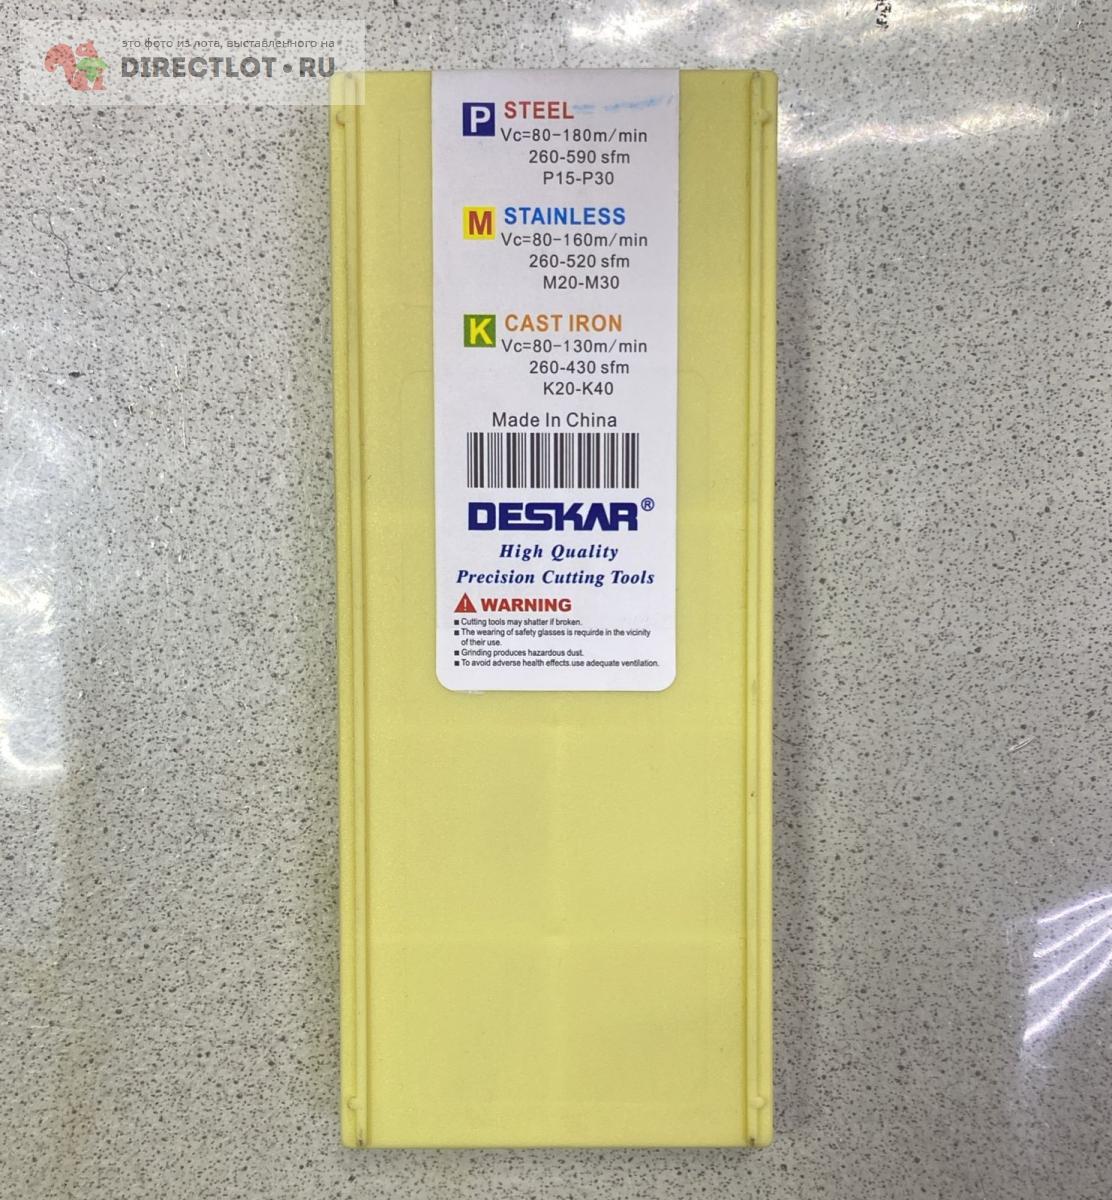 это фото из лота, выставленного на
DIRECTLOT.RU
P STEEL
Vc=80-180m/min
260-590 sfm
P15-P30
M STAINLESS
Vc=80-160m/min
260-520 sfm
M20-M30
K CAST IRON
Vc=80-130m/min
260-430 sfm
K20-K40
Made In China
DESKAR®
High Quality
Precision Cutting Tools
WARNING
Cutting tools may shatter if broken.
The wearing of safety glasses is requirde in the vicinity
of their use.
Grinding produces hazardous dust.
To avoid adverse health effects.use adequate ventilation.